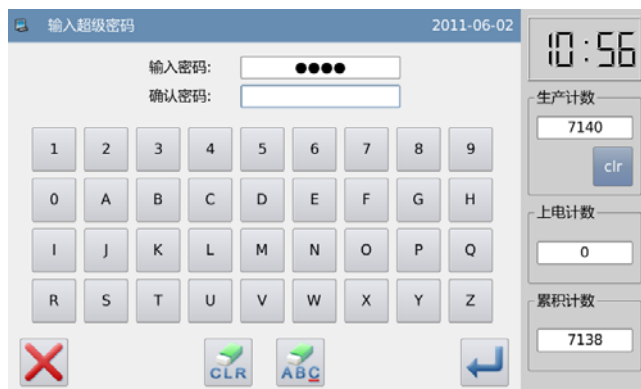 输入超级密码 2011-06-02
输入密码: ●●●●
确认密码:
1 2 3 4 5 6 7 8 9
0 A B C D E F G H
I J K L M N O P Q
R S T U V W X Y Z
CLR ABC
10:56
生产计数
7140
clr
上电计数
0
累积计数
7138